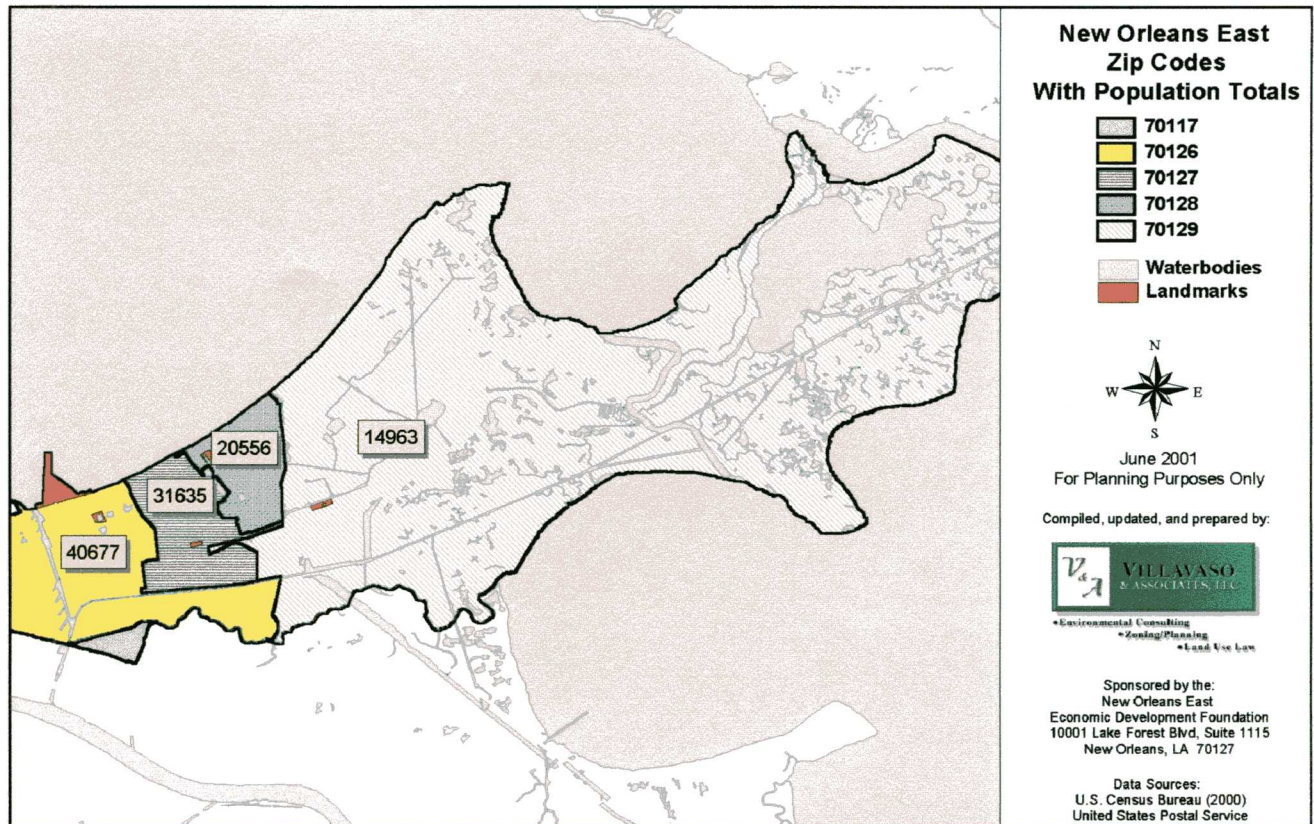 New Orleans East
Zip Codes
With Population Totals
70117
70126
70127
70128
70129
Waterbodies
Landmarks
N
W E
S
June 2001
For Planning Purposes Only
Compiled, updated, and prepared by:
V & A
VILLAVASO
& ASSOCIATES, LLC
•Environmental Consulting
•Zoning/Planning
•Land Use Law
Sponsored by the:
New Orleans East
Economic Development Foundation
10001 Lake Forest Blvd, Suite 1115
New Orleans, LA 70127
Data Sources:
U.S. Census Bureau (2000)
United States Postal Service
20556
14963
31635
40677